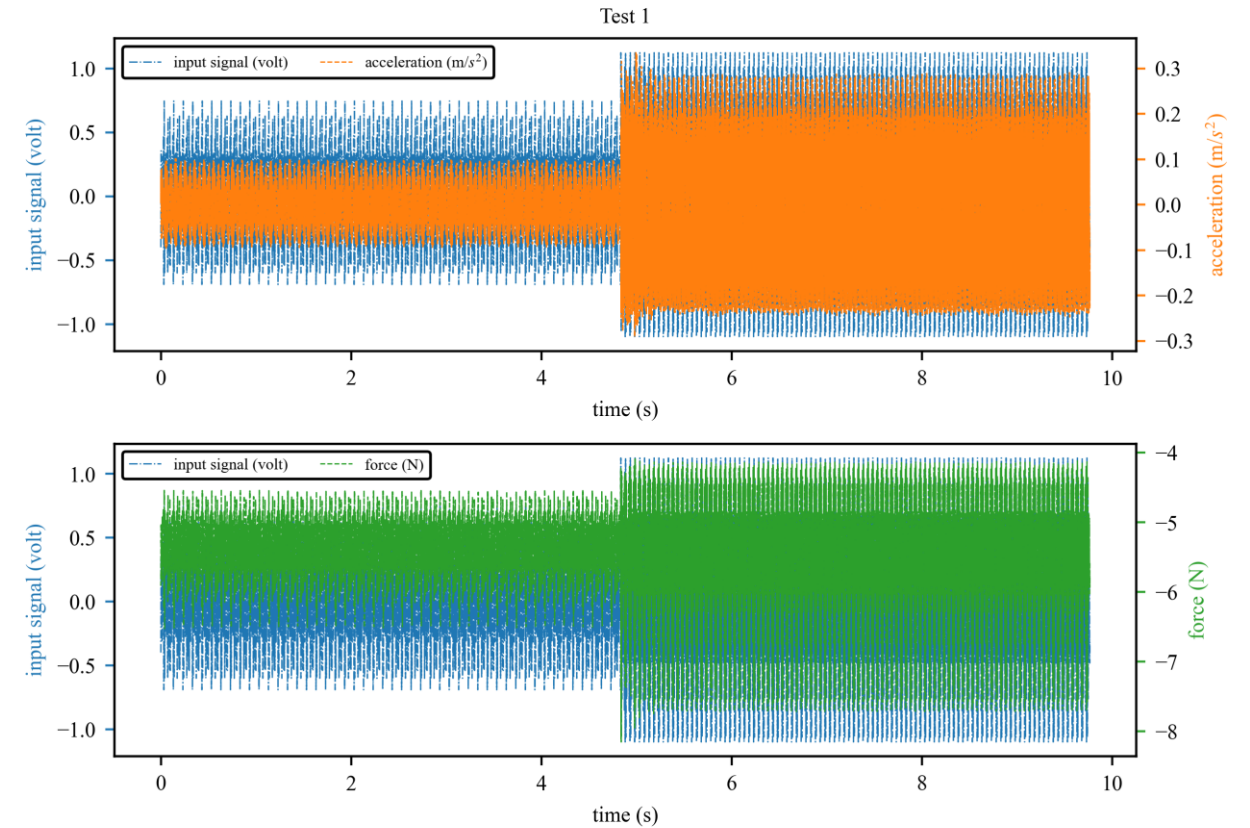 Test 1
input signal (volt)
acceleration (m/s²)
1.0
0.5
0.0
−0.5
−1.0
input signal (volt)
0.3
0.2
0.1
0.0
−0.1
−0.2
−0.3
acceleration (m/s²)
0 2 4 6 8 10
time (s)
input signal (volt)
force (N)
1.0
0.5
0.0
−0.5
−1.0
input signal (volt)
−4
−5
−6
−7
−8
force (N)
0 2 4 6 8 10
time (s)